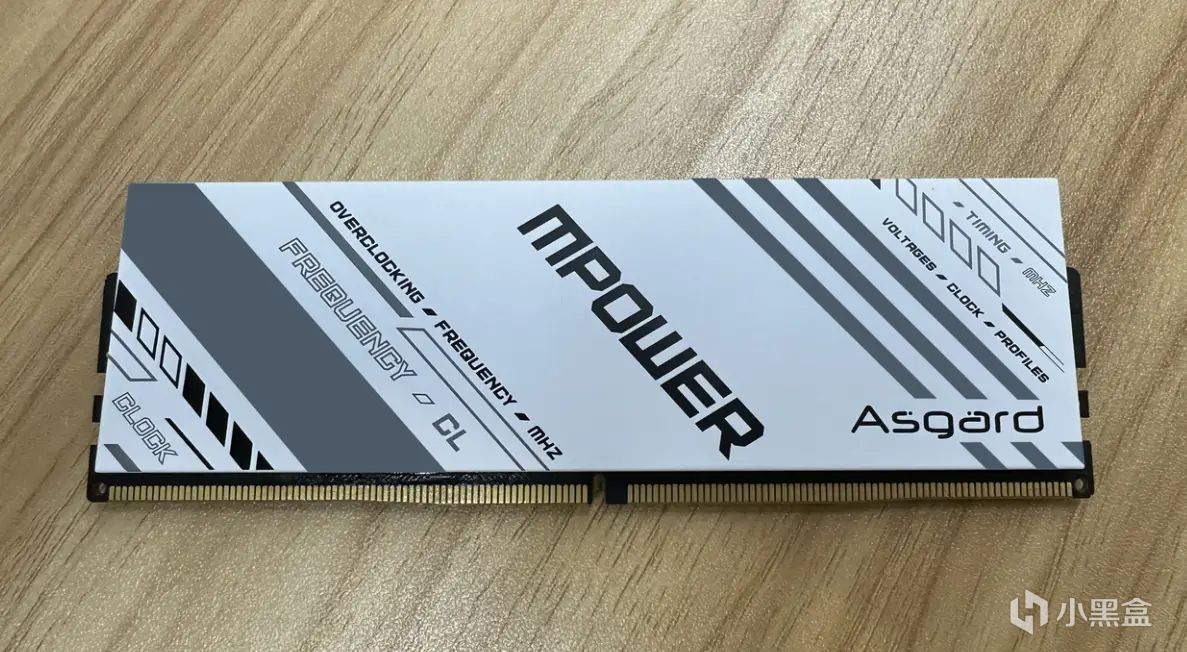 OVERCLOCKING / FREQUENCY / MHZ
FREQUENCY / CL
CLOCK
MPOWER
TIMING / MHZ
VOLTAGES / CLOCK / PROFILES
Asgard
小黑盒